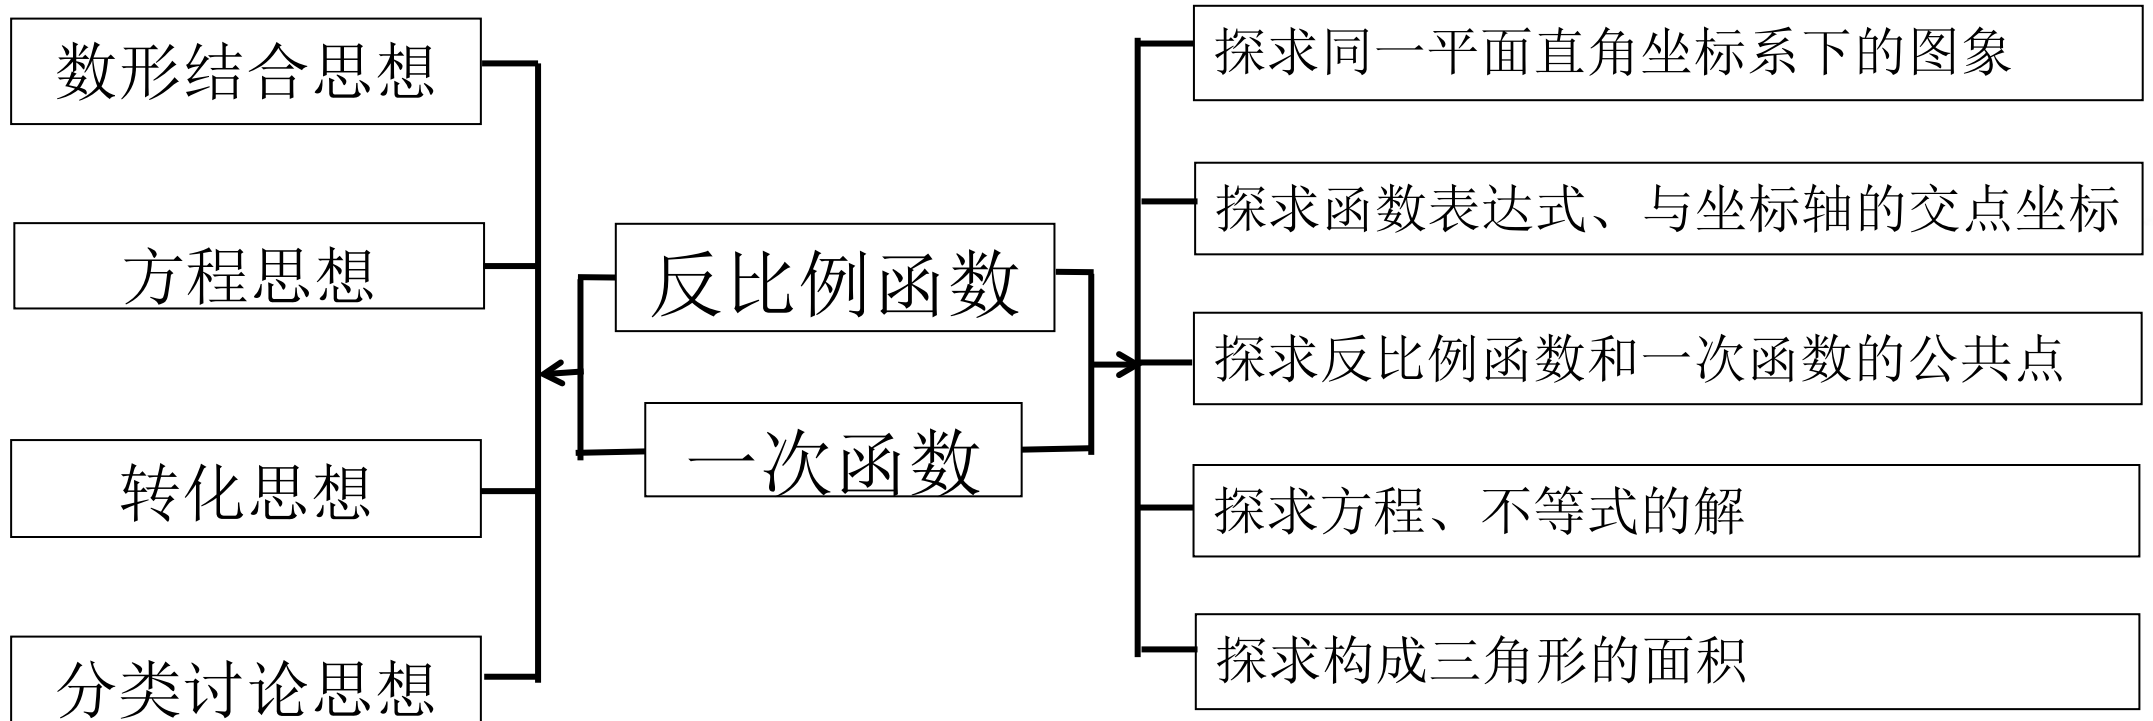 数形结合思想
方程思想
转化思想
分类讨论思想
反比例函数
一次函数
探求同一平面直角坐标系下的图象
探求函数表达式、与坐标轴的交点坐标
探求反比例函数和一次函数的公共点
探求方程、不等式的解
探求构成三角形的面积